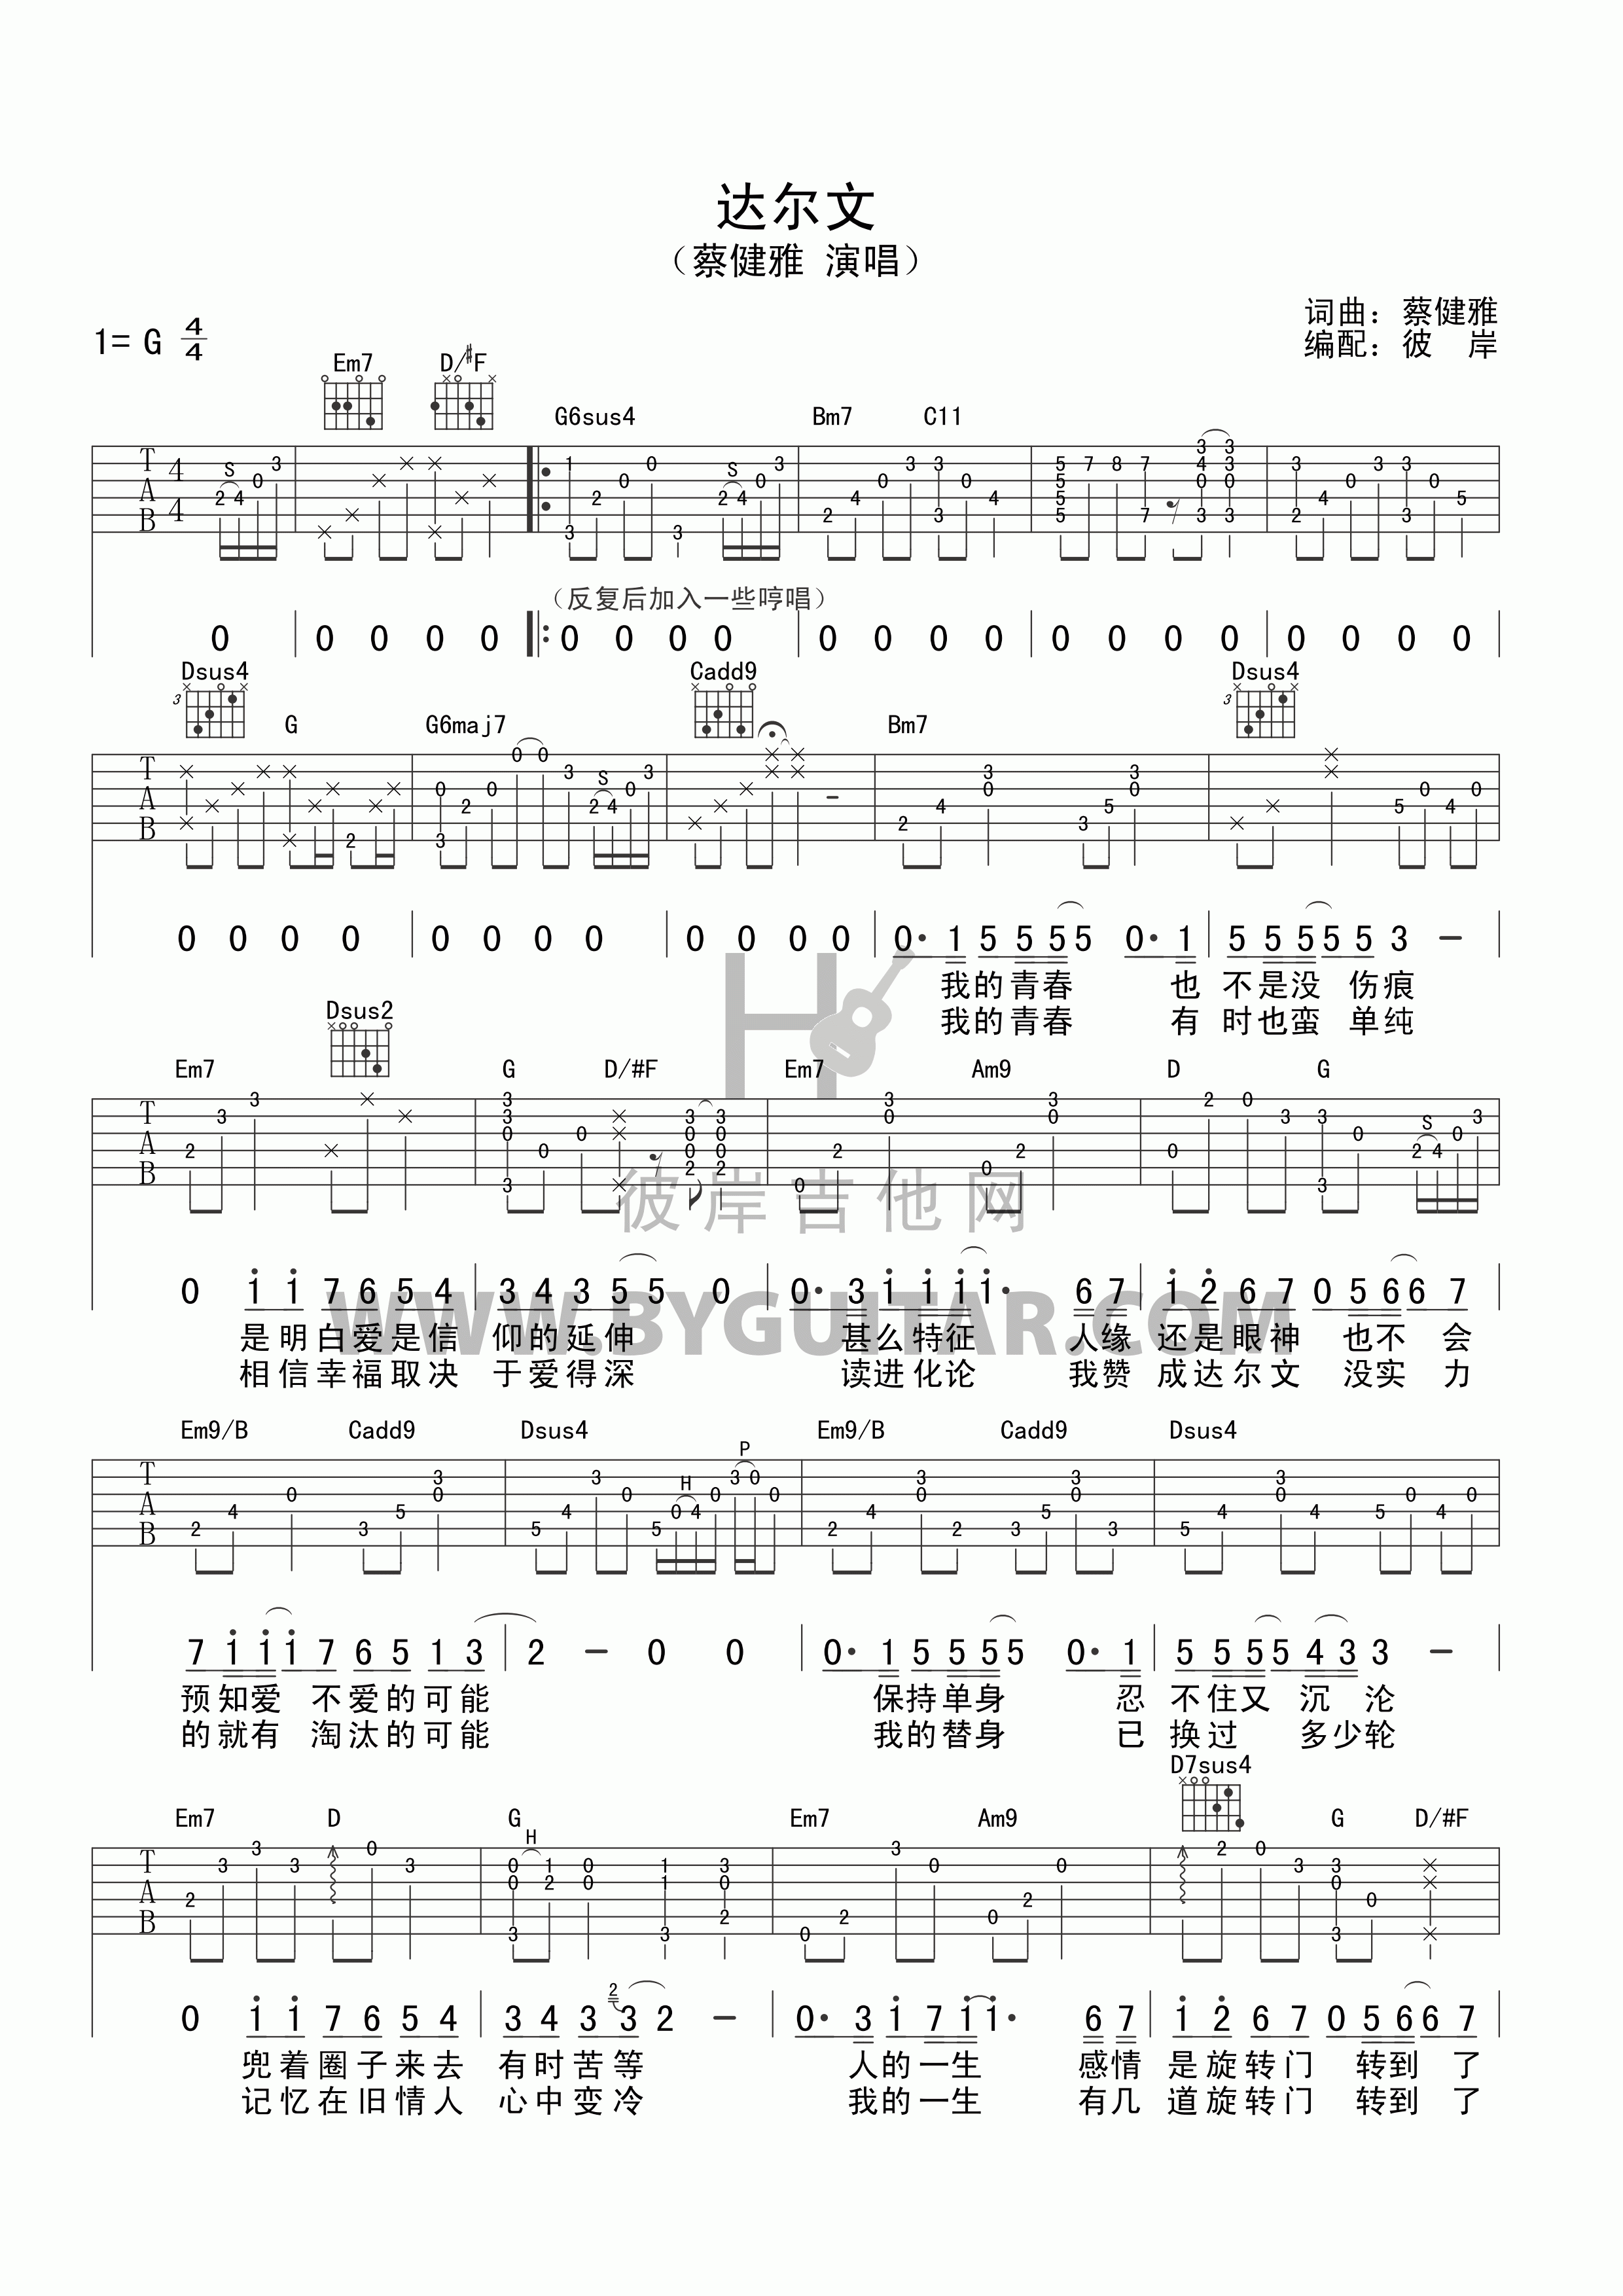 达尔文
（蔡健雅 演唱）
词曲：蔡健雅
1= G 4/4
编配：彼 岸
Em7 D/#F
G6sus4 Bm7 C11
（反复后加入一些哼唱）
0 0 0 0 0 0 0 0 0 0 0 0 0 0 0 0 0 0 0 0 0
Dsus4 Cadd9 Dsus4
G G6maj7 Bm7
0 0 0 0 0 0 0 0 0 0 0 0 0· 1 5 5 5 5 0· 1 5 5 5 5 5 3 －
我的青春 也 不是没 伤痕
我的青春 有 时也蛮 单纯
Dsus2
Em7 G D/#F Em7 Am9 D G
彼岸吉他网
0 1 1 7 6 5 4 3 4 3 5 5 0 0· 3 1 1 1 1· 6 7 1 2 6 7 0 5 6 6 7
WWW.BYGUITAR.COM
是明白爱是信 仰的延伸 甚么特征 人缘 还是眼神 也不 会
相信幸福取决 于爱得深 读进化论 我赞 成达尔文 没实 力
Em9/B Cadd9 Dsus4 Em9/B Cadd9 Dsus4
7 1 1 1 7 6 5 1 3 2 － 0 0 0· 1 5 5 5 5 0· 1 5 5 5 5 4 3 3 －
预知爱 不爱的可能 保持单身 忍 不住又 沉 沦
的就有 淘汰的可能 我的替身 已 换过 多少轮
D7sus4
Em7 D G Em7 Am9 G D/#F
0 1 1 7 6 5 4 3 4 3 2 3 2 － 0· 3 1 7 1 1· 6 7 1 2 6 7 0 5 6 6 7
兜着圈子来去 有时苦等 人的一生 感情 是旋转门 转到 了
记忆在旧情人 心中变冷 我的一生 有几 道旋转门 转到 了